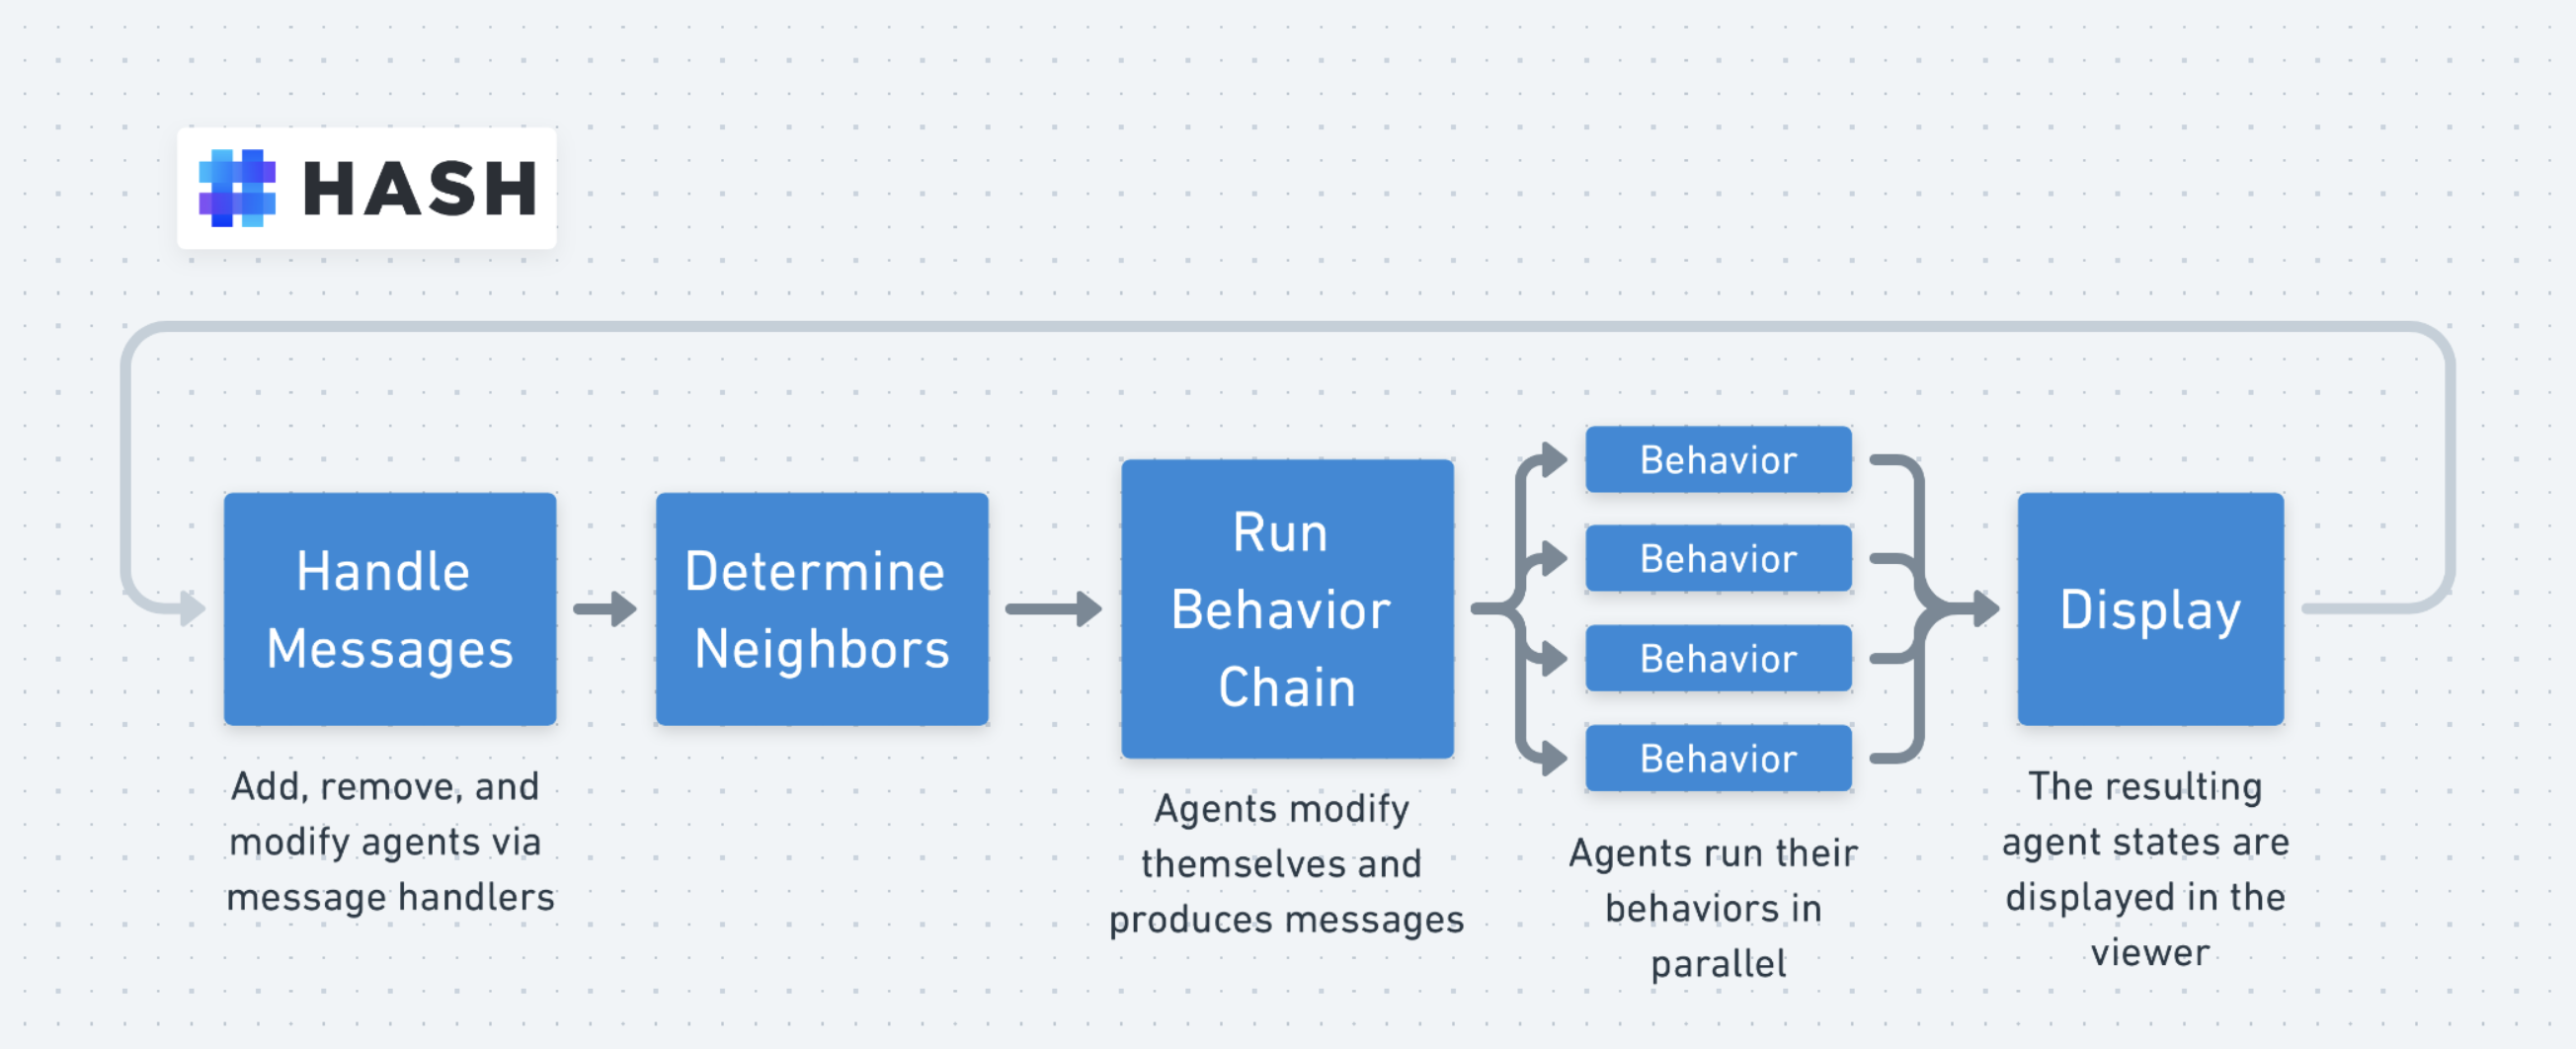 HASH
Handle
Messages
Add, remove, and
modify agents via
message handlers
Determine
Neighbors
Run
Behavior
Chain
Agents modify
themselves and
produces messages
Behavior
Behavior
Behavior
Behavior
Agents run their
behaviors in
parallel
Display
The resulting
agent states are
displayed in the
viewer